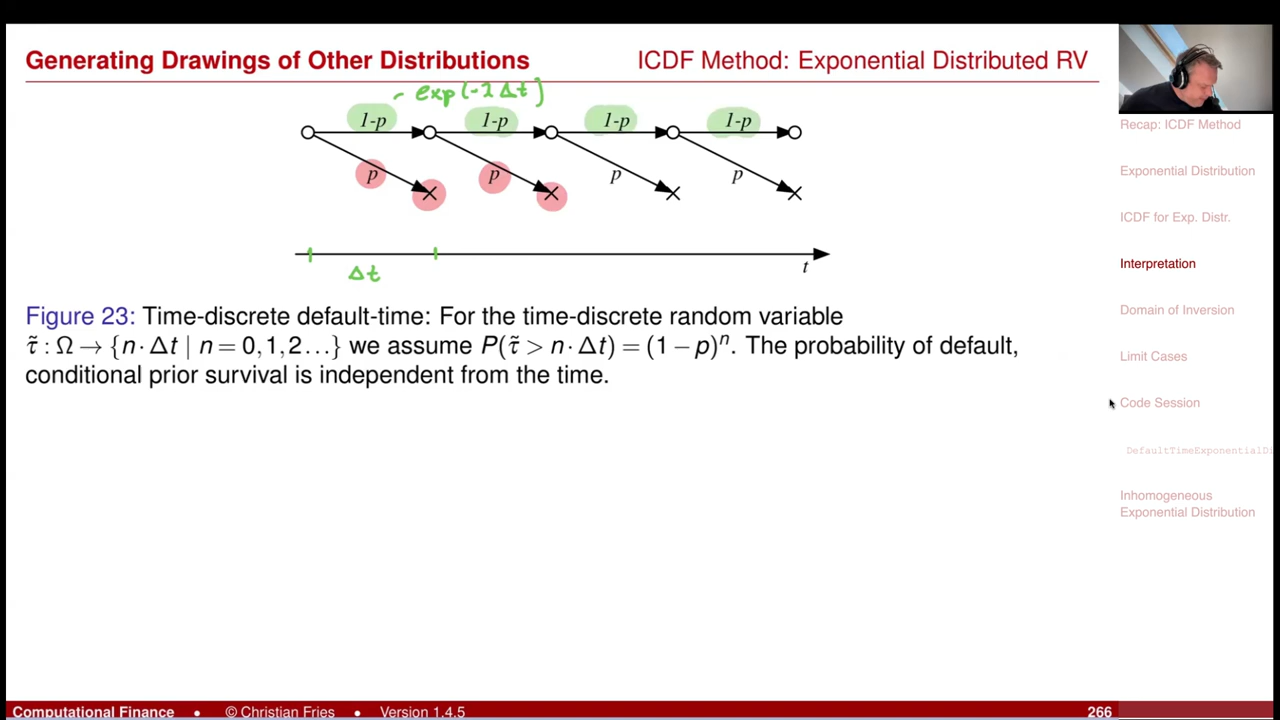 Generating Drawings of Other Distributions ICDF Method: Exponential Distributed RV
exp(-λΔt)
1-p 1-p 1-p 1-p
p p p p
t
Δt
Figure 23: Time-discrete default-time: For the time-discrete random variable
τ̃ : Ω → {n · Δt | n = 0, 1, 2 . . .} we assume P(τ̃ > n · Δt) = (1 − p)ⁿ. The probability of default,
conditional prior survival is independent from the time.
Recap: ICDF Method
Exponential Distribution
ICDF for Exp. Distr.
Interpretation
Domain of Inversion
Limit Cases
Code Session
DefaultTimeExponentialDi
Inhomogeneous
Exponential Distribution
Computational Finance • © Christian Fries • Version 1.4.5 266